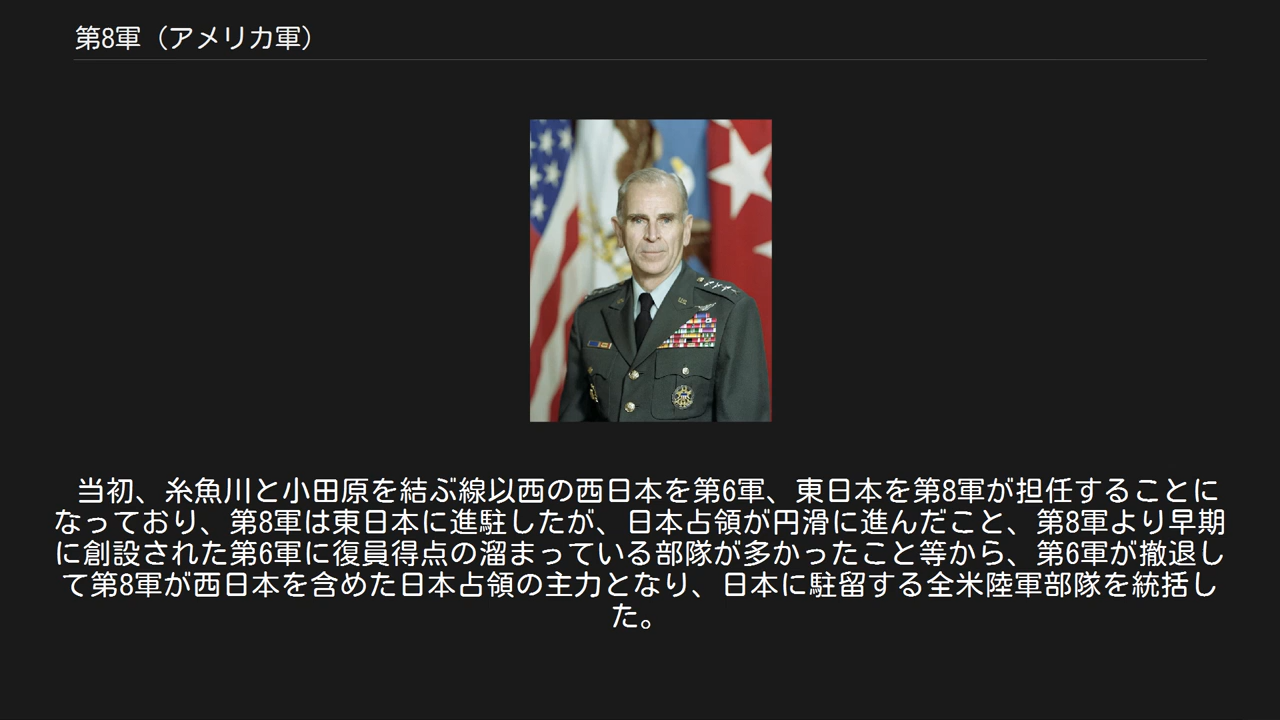 第8軍（アメリカ軍）
当初、糸魚川と小田原を結ぶ線以西の西日本を第6軍、東日本を第8軍が担任することに
なっており、第8軍は東日本に進駐したが、日本占領が円滑に進んだこと、第8軍より早期
に創設された第6軍に復員得点の溜まっている部隊が多かったこと等から、第6軍が撤退し
て第8軍が西日本を含めた日本占領の主力となり、日本に駐留する全米陸軍部隊を統括し
た。